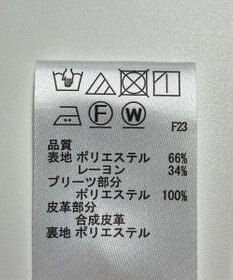 F W F23
品質
表地 ポリエステル 66%
レーヨン 34%
プリーツ部分
ポリエステル 100%
皮革部分
合成皮革
裏地 ポリエステル